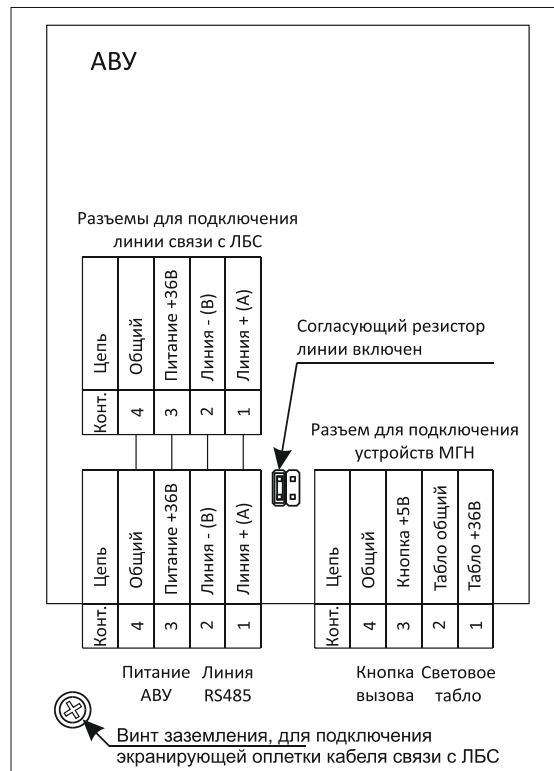 АВУ
Разъемы для подключения
линии связи с ЛБС
Цепь
Общий
Питание +36В
Линия - (В)
Линия + (А)
Конт.
4
3
2
1
Согласующий резистор
линии включен
Разъем для подключения
устройств МГН
Цепь
Общий
Питание +36В
Линия - (В)
Линия + (А)
Конт.
4
3
2
1
Цепь
Общий
Кнопка +5В
Табло общий
Табло +36В
Конт.
4
3
2
1
Питание
АВУ
Линия
RS485
Кнопка
вызова
Световое
табло
Винт заземления, для подключения
экранирующей оплетки кабеля связи с ЛБС